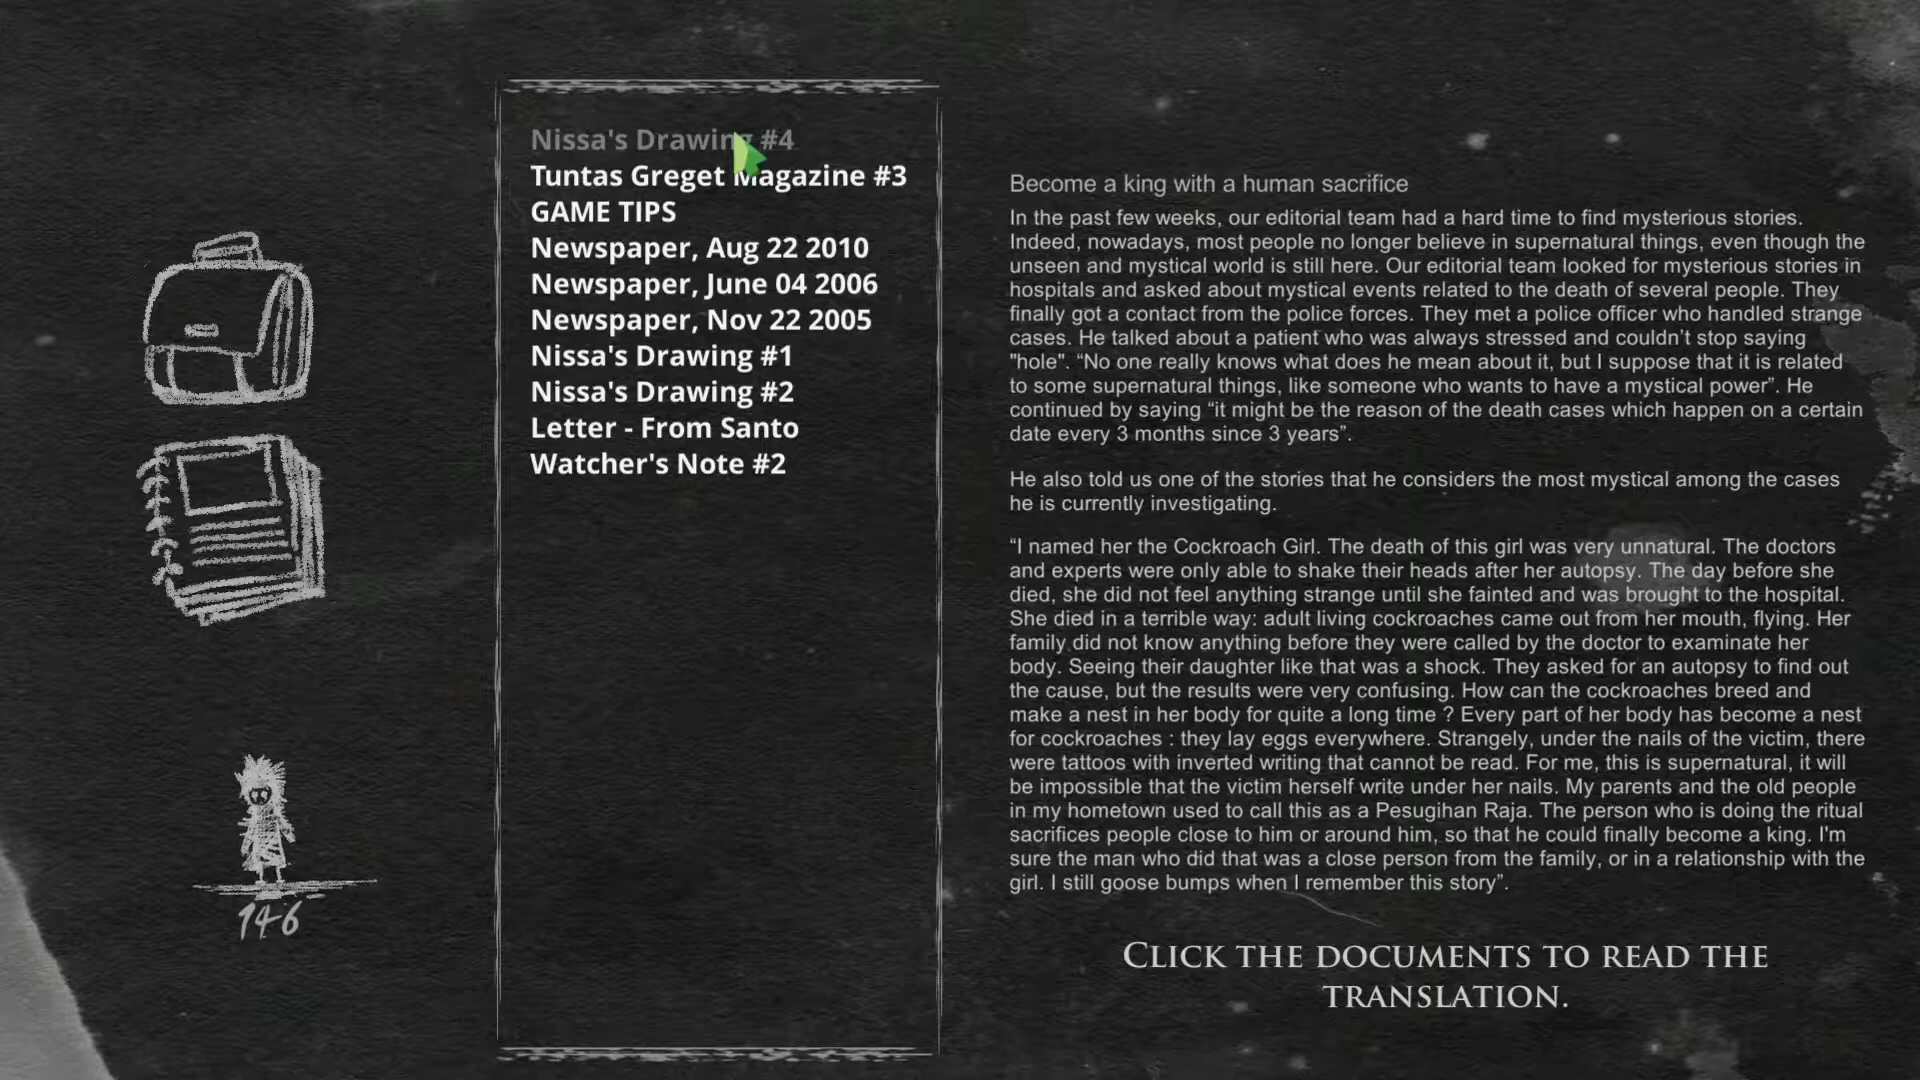 Nissa's Drawing #4
Tuntas Greget Magazine #3
GAME TIPS
Newspaper, Aug 22 2010
Newspaper, June 04 2006
Newspaper, Nov 22 2005
Nissa's Drawing #1
Nissa's Drawing #2
Letter - From Santo
Watcher's Note #2
146
Become a king with a human sacrifice
In the past few weeks, our editorial team had a hard time to find mysterious stories.
Indeed, nowadays, most people no longer believe in supernatural things, even though the
unseen and mystical world is still here. Our editorial team looked for mysterious stories in
hospitals and asked about mystical events related to the death of several people. They
finally got a contact from the police forces. They met a police officer who handled strange
cases. He talked about a patient who was always stressed and couldn’t stop saying
"hole". “No one really knows what does he mean about it, but I suppose that it is related
to some supernatural things, like someone who wants to have a mystical power”. He
continued by saying “it might be the reason of the death cases which happen on a certain
date every 3 months since 3 years”.
He also told us one of the stories that he considers the most mystical among the cases
he is currently investigating.
“I named her the Cockroach Girl. The death of this girl was very unnatural. The doctors
and experts were only able to shake their heads after her autopsy. The day before she
died, she did not feel anything strange until she fainted and was brought to the hospital.
She died in a terrible way: adult living cockroaches came out from her mouth, flying. Her
family did not know anything before they were called by the doctor to examinate her
body. Seeing their daughter like that was a shock. They asked for an autopsy to find out
the cause, but the results were very confusing. How can the cockroaches breed and
make a nest in her body for quite a long time ? Every part of her body has become a nest
for cockroaches : they lay eggs everywhere. Strangely, under the nails of the victim, there
were tattoos with inverted writing that cannot be read. For me, this is supernatural, it will
be impossible that the victim herself write under her nails. My parents and the old people
in my hometown used to call this as a Pesugihan Raja. The person who is doing the ritual
sacrifices people close to him or around him, so that he could finally become a king. I'm
sure the man who did that was a close person from the family, or in a relationship with the
girl. I still goose bumps when I remember this story”.
CLICK THE DOCUMENTS TO READ THE
TRANSLATION.